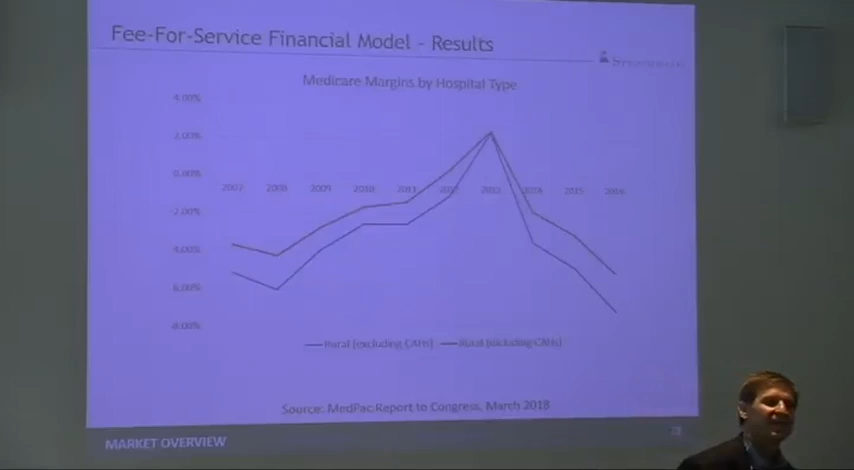 Fee-For-Service Financial Model - Results
Medicare Margins by Hospital Type
4.00%
2.00%
0.00%
2007 2008 2009 2010 2011 2012 2013 2014 2015 2016
-2.00%
-4.00%
-6.00%
-8.00%
Rural (excluding CAHs) Rural (including CAHs)
Source: MedPac Report to Congress, March 2018
MARKET OVERVIEW